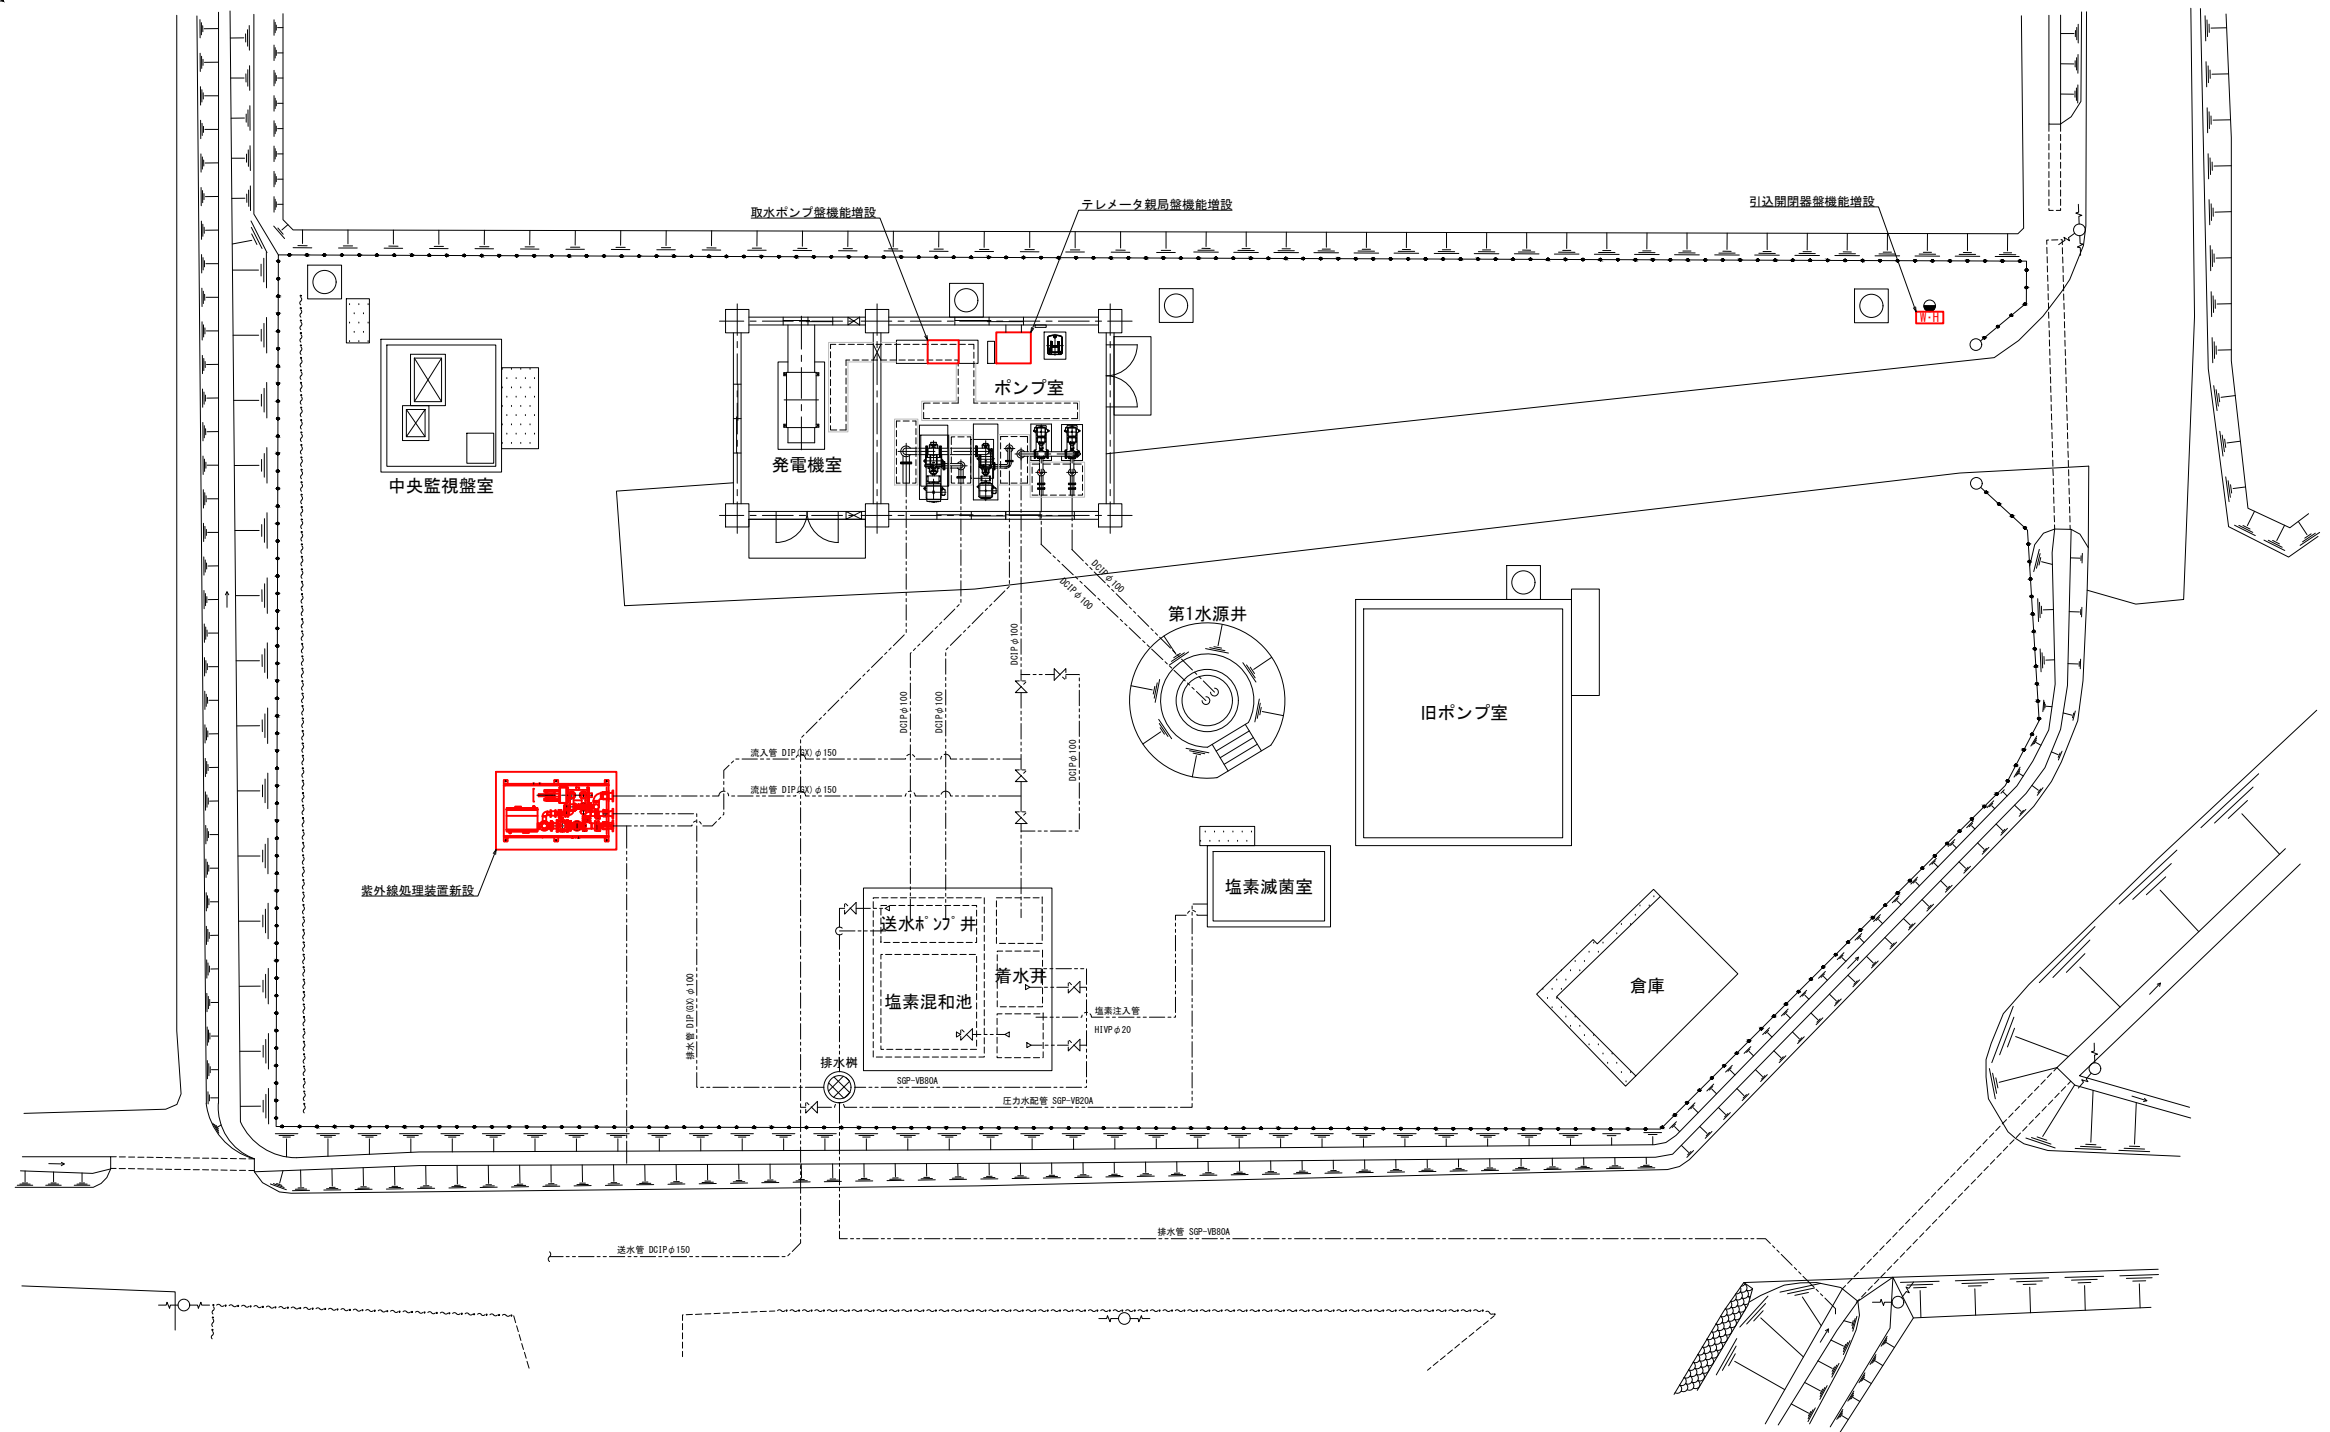 取水ポンプ盤機能増設
テレメータ親局盤機能増設
引込開閉器盤機能増設
W・H
ポンプ室
発電機室
中央監視盤室
DCIPφ100
DCIPφ100
第1水源井
DCIPφ100
DCIPφ100
DCIPφ100
DCIPφ100
旧ポンプ室
流入管 DIP(GX)φ150
流出管 DIP(GX)φ150
紫外線処理装置新設
塩素滅菌室
送水ポンプ井
着水井
塩素混和池
倉庫
排水管 DIP(GX)φ100
塩素注入管
HIVPφ20
排水桝
SGP-VB80A
圧力水配管 SGP-VB20A
排水管 SGP-VB80A
送水管 DCIPφ150